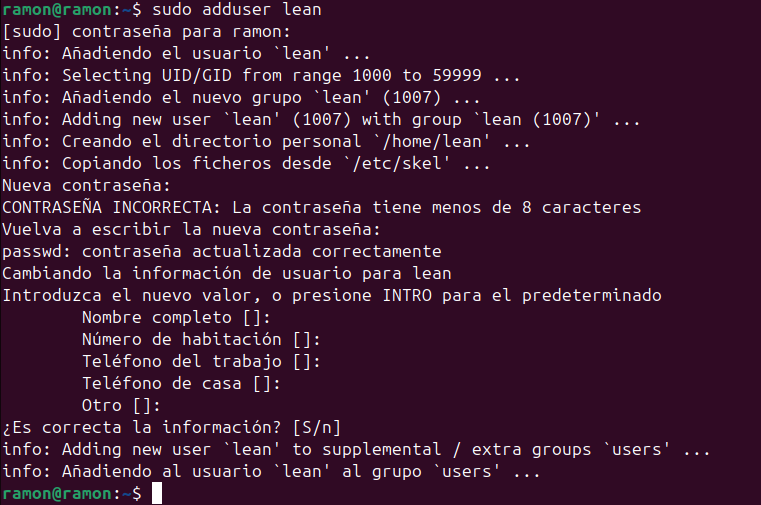 ramon@ramon:~$ sudo adduser lean
[sudo] contraseña para ramon:
info: Añadiendo el usuario `lean' ...
info: Selecting UID/GID from range 1000 to 59999 ...
info: Añadiendo el nuevo grupo `lean' (1007) ...
info: Adding new user `lean' (1007) with group `lean (1007)' ...
info: Creando el directorio personal `/home/lean' ...
info: Copiando los ficheros desde `/etc/skel' ...
Nueva contraseña:
CONTRASEÑA INCORRECTA: La contraseña tiene menos de 8 caracteres
Vuelva a escribir la nueva contraseña:
passwd: contraseña actualizada correctamente
Cambiando la información de usuario para lean
Introduzca el nuevo valor, o presione INTRO para el predeterminado
        Nombre completo []:
        Número de habitación []:
        Teléfono del trabajo []:
        Teléfono de casa []:
        Otro []:
¿Es correcta la información? [S/n]
info: Adding new user `lean' to supplemental / extra groups `users' ...
info: Añadiendo al usuario `lean' al grupo `users' ...
ramon@ramon:~$